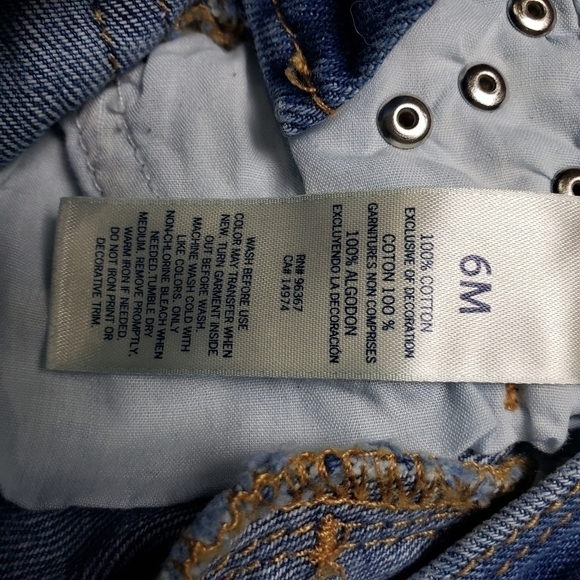 6M
100% COTTON
EXCLUSIVE OF DECORATION
COTON 100 %
GARNITURES NON COMPRISES
100% ALGODÓN
EXCLUYENDO LA DECORACIÓN
RN# 96367
CA# 14974
WASH BEFORE USE
COLOR MAY TRANSFER WHEN
NEW. TURN GARMENT INSIDE
OUT BEFORE WASH.
MACHINE WASH COLD WITH
LIKE COLORS. ONLY
NON-CHLORINE BLEACH WHEN
NEEDED.TUMBLE DRY
MEDIUM. REMOVE PROMPTLY.
WARM IRON IF NEEDED.
DO NOT IRON PRINT OR
DECORATIVE TRIM.